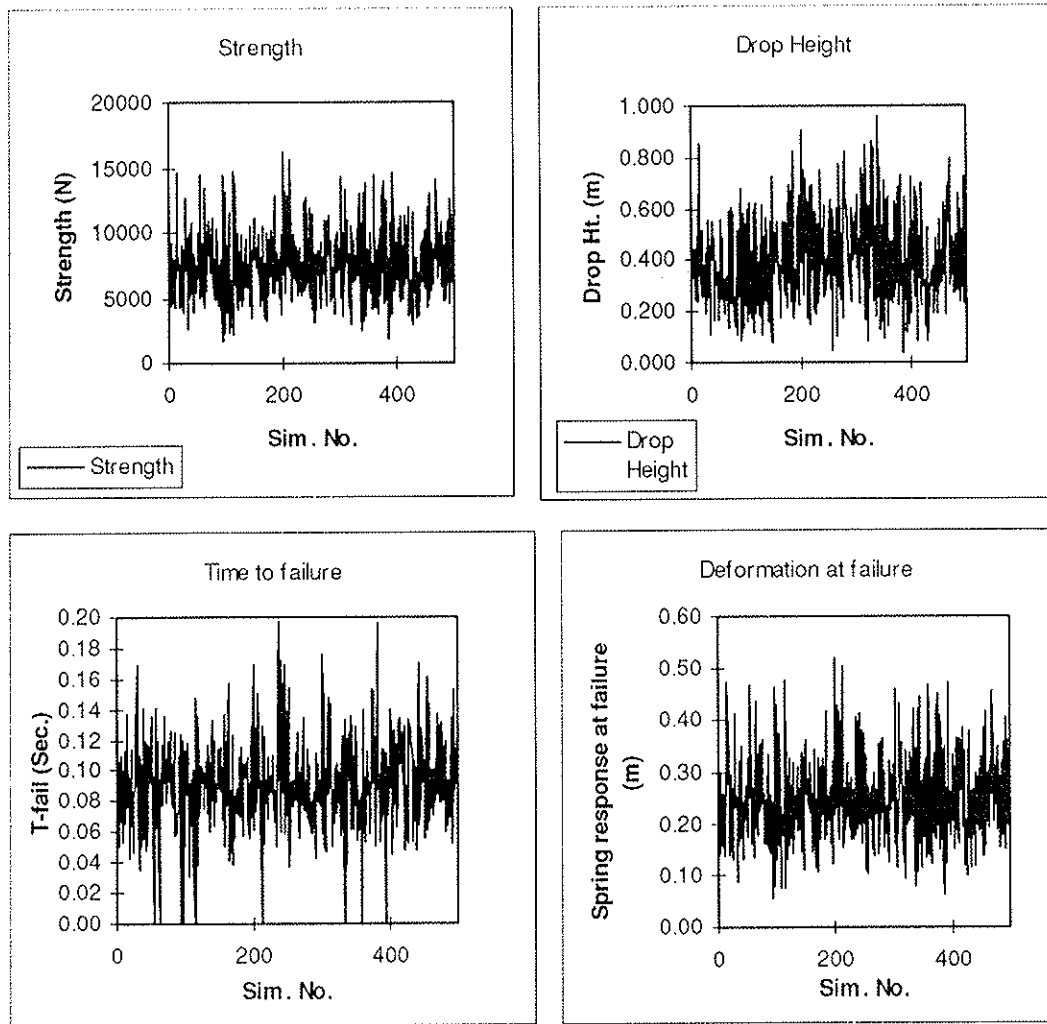 Strength
20000
15000
10000
5000
0
Strength (N)
0 200 400
Sim. No.
Strength
Drop Height
1.000
0.800
0.600
0.400
0.200
0.000
Drop Ht. (m)
0 200 400
Sim. No.
Drop
Height
Time to failure
0.20
0.18
0.16
0.14
0.12
0.10
0.08
0.06
0.04
0.02
0.00
T-fail (Sec.)
0 200 400
Sim. No.
Deformation at failure
0.60
0.50
0.40
0.30
0.20
0.10
0.00
Spring response at failure
(m)
0 200 400
Sim. No.